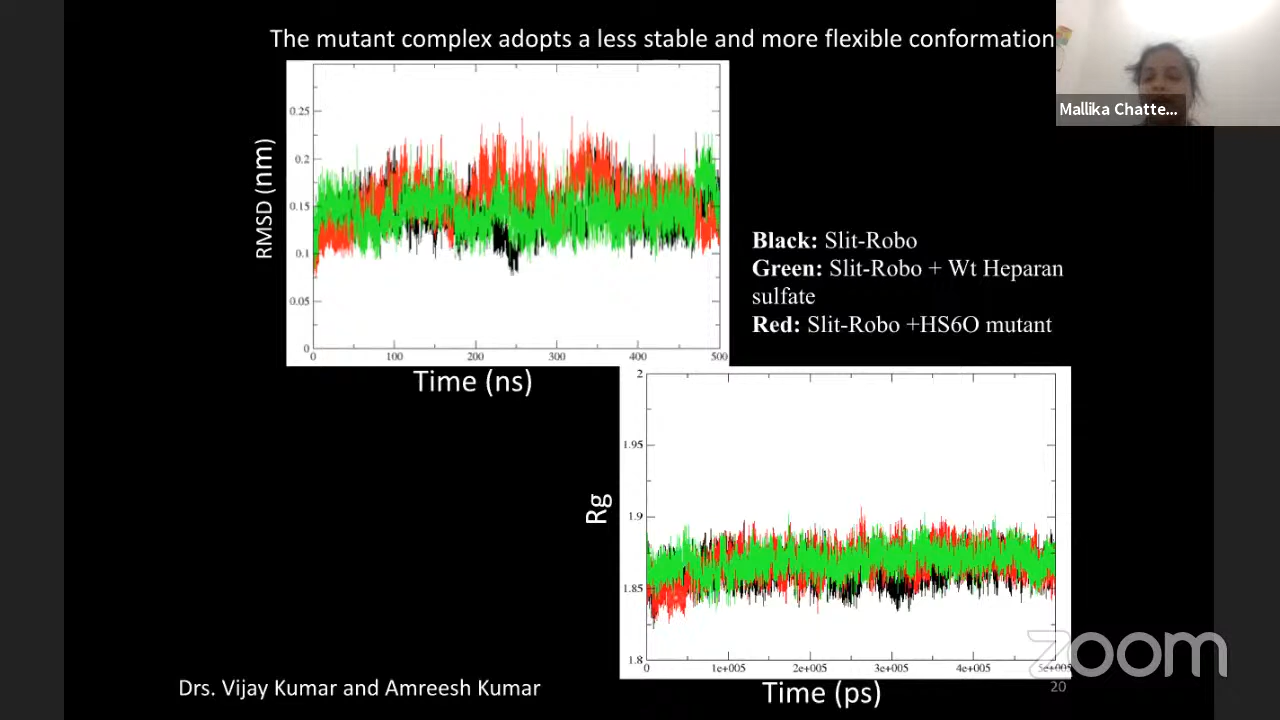 The mutant complex adopts a less stable and more flexible conformation
Mallika Chatte...
0.25
0.2
0.15
0.1
0.05
0
RMSD (nm)
0 100 200 300 400 500
Time (ns)
Black: Slit-Robo
Green: Slit-Robo + Wt Heparan
sulfate
Red: Slit-Robo +HS6O mutant
2
1.95
1.9
1.85
1.8
Rg
0 1e+005 2e+005 3e+005 4e+005 5e+005
Time (ps)
zoom
20
Drs. Vijay Kumar and Amreesh Kumar